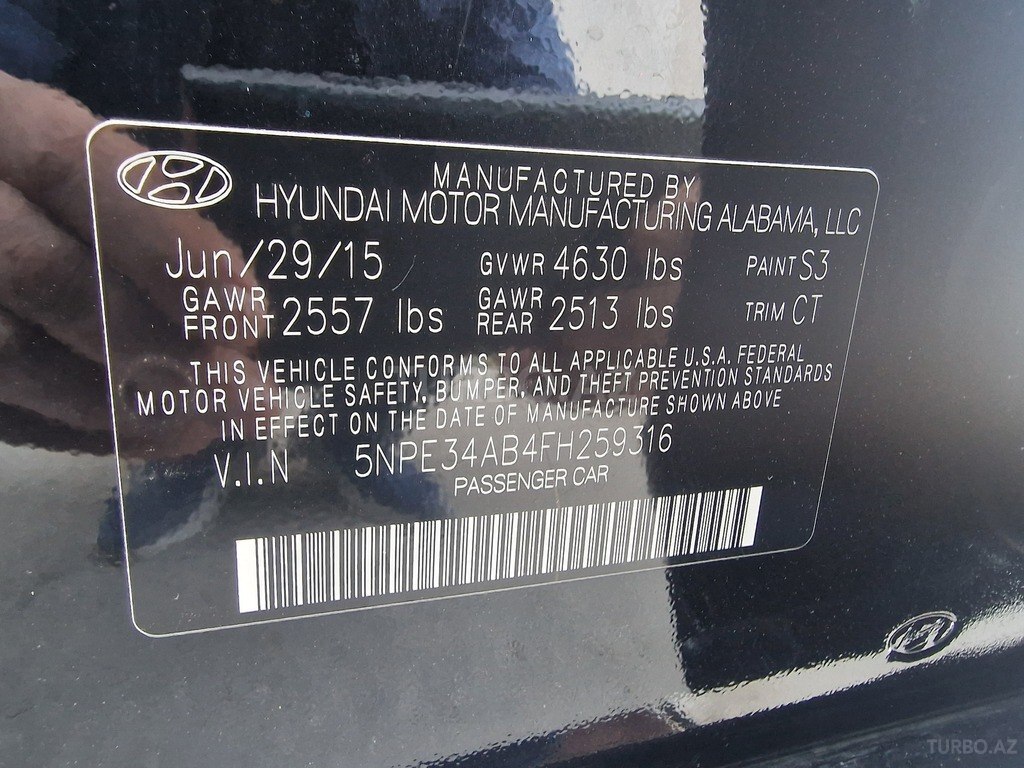 MANUFACTURED BY
HYUNDAI MOTOR MANUFACTURING ALABAMA, LLC
Jun/29/15 GVWR 4630 lbs PAINT S3
GAWR FRONT 2557 lbs GAWR REAR 2513 lbs TRIM CT
THIS VEHICLE CONFORMS TO ALL APPLICABLE U.S.A. FEDERAL
MOTOR VEHICLE SAFETY, BUMPER, AND THEFT PREVENTION STANDARDS
IN EFFECT ON THE DATE OF MANUFACTURE SHOWN ABOVE
V.I.N 5NPE34AB4FH259316
PASSENGER CAR
TURBO.AZ